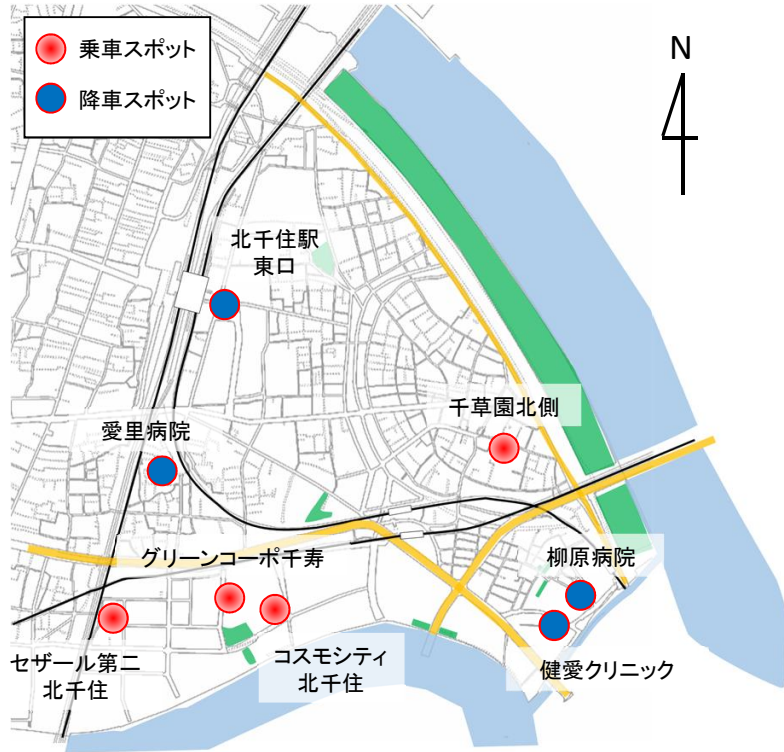 乗車スポット
降車スポット
N
北千住駅
東口
千草園北側
愛里病院
グリーンコーポ千寿
柳原病院
セザール第二
北千住
コスモシティ
北千住
健愛クリニック